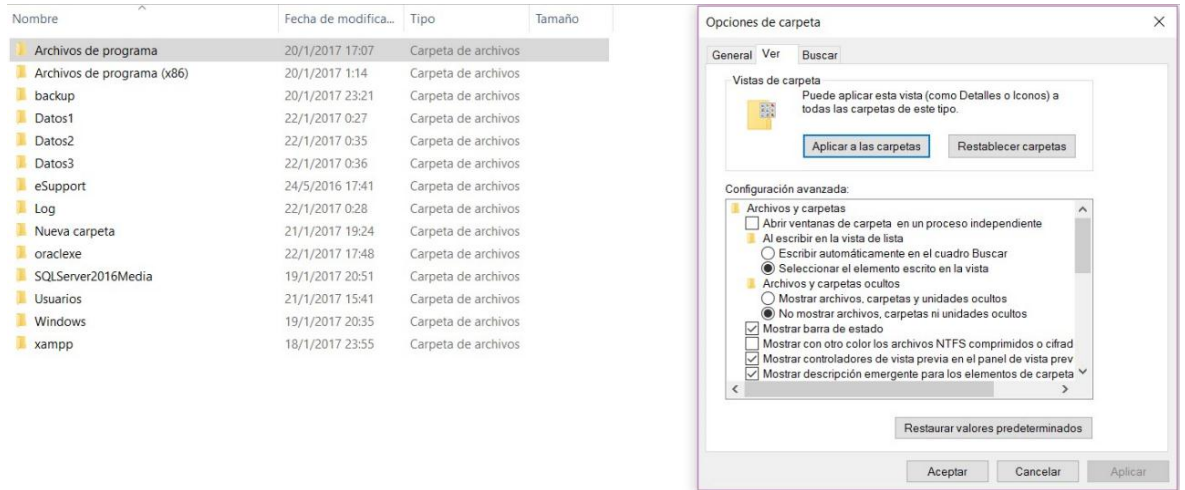 Nombre Fecha de modifica... Tipo Tamaño
Archivos de programa 20/1/2017 17:07 Carpeta de archivos
Archivos de programa (x86) 20/1/2017 1:14 Carpeta de archivos
backup 20/1/2017 23:21 Carpeta de archivos
Datos1 22/1/2017 0:27 Carpeta de archivos
Datos2 22/1/2017 0:35 Carpeta de archivos
Datos3 22/1/2017 0:36 Carpeta de archivos
eSupport 24/5/2016 17:41 Carpeta de archivos
Log 22/1/2017 0:28 Carpeta de archivos
Nueva carpeta 21/1/2017 19:24 Carpeta de archivos
oraclexe 22/1/2017 17:48 Carpeta de archivos
SQLServer2016Media 19/1/2017 20:51 Carpeta de archivos
Usuarios 21/1/2017 15:41 Carpeta de archivos
Windows 19/1/2017 20:35 Carpeta de archivos
xampp 18/1/2017 23:55 Carpeta de archivos
Opciones de carpeta
General Ver Buscar
Vistas de carpeta
Puede aplicar esta vista (como Detalles o Iconos) a
todas las carpetas de este tipo.
Aplicar a las carpetas Restablecer carpetas
Configuración avanzada:
Archivos y carpetas
Abrir ventanas de carpeta en un proceso independiente
Al escribir en la vista de lista
Escribir automáticamente en el cuadro Buscar
Seleccionar el elemento escrito en la vista
Archivos y carpetas ocultos
Mostrar archivos, carpetas y unidades ocultos
No mostrar archivos, carpetas ni unidades ocultos
Mostrar barra de estado
Mostrar con otro color los archivos NTFS comprimidos o cifrad
Mostrar controladores de vista previa en el panel de vista prev
Mostrar descripción emergente para los elementos de carpeta
Restaurar valores predeterminados
Aceptar Cancelar Aplicar